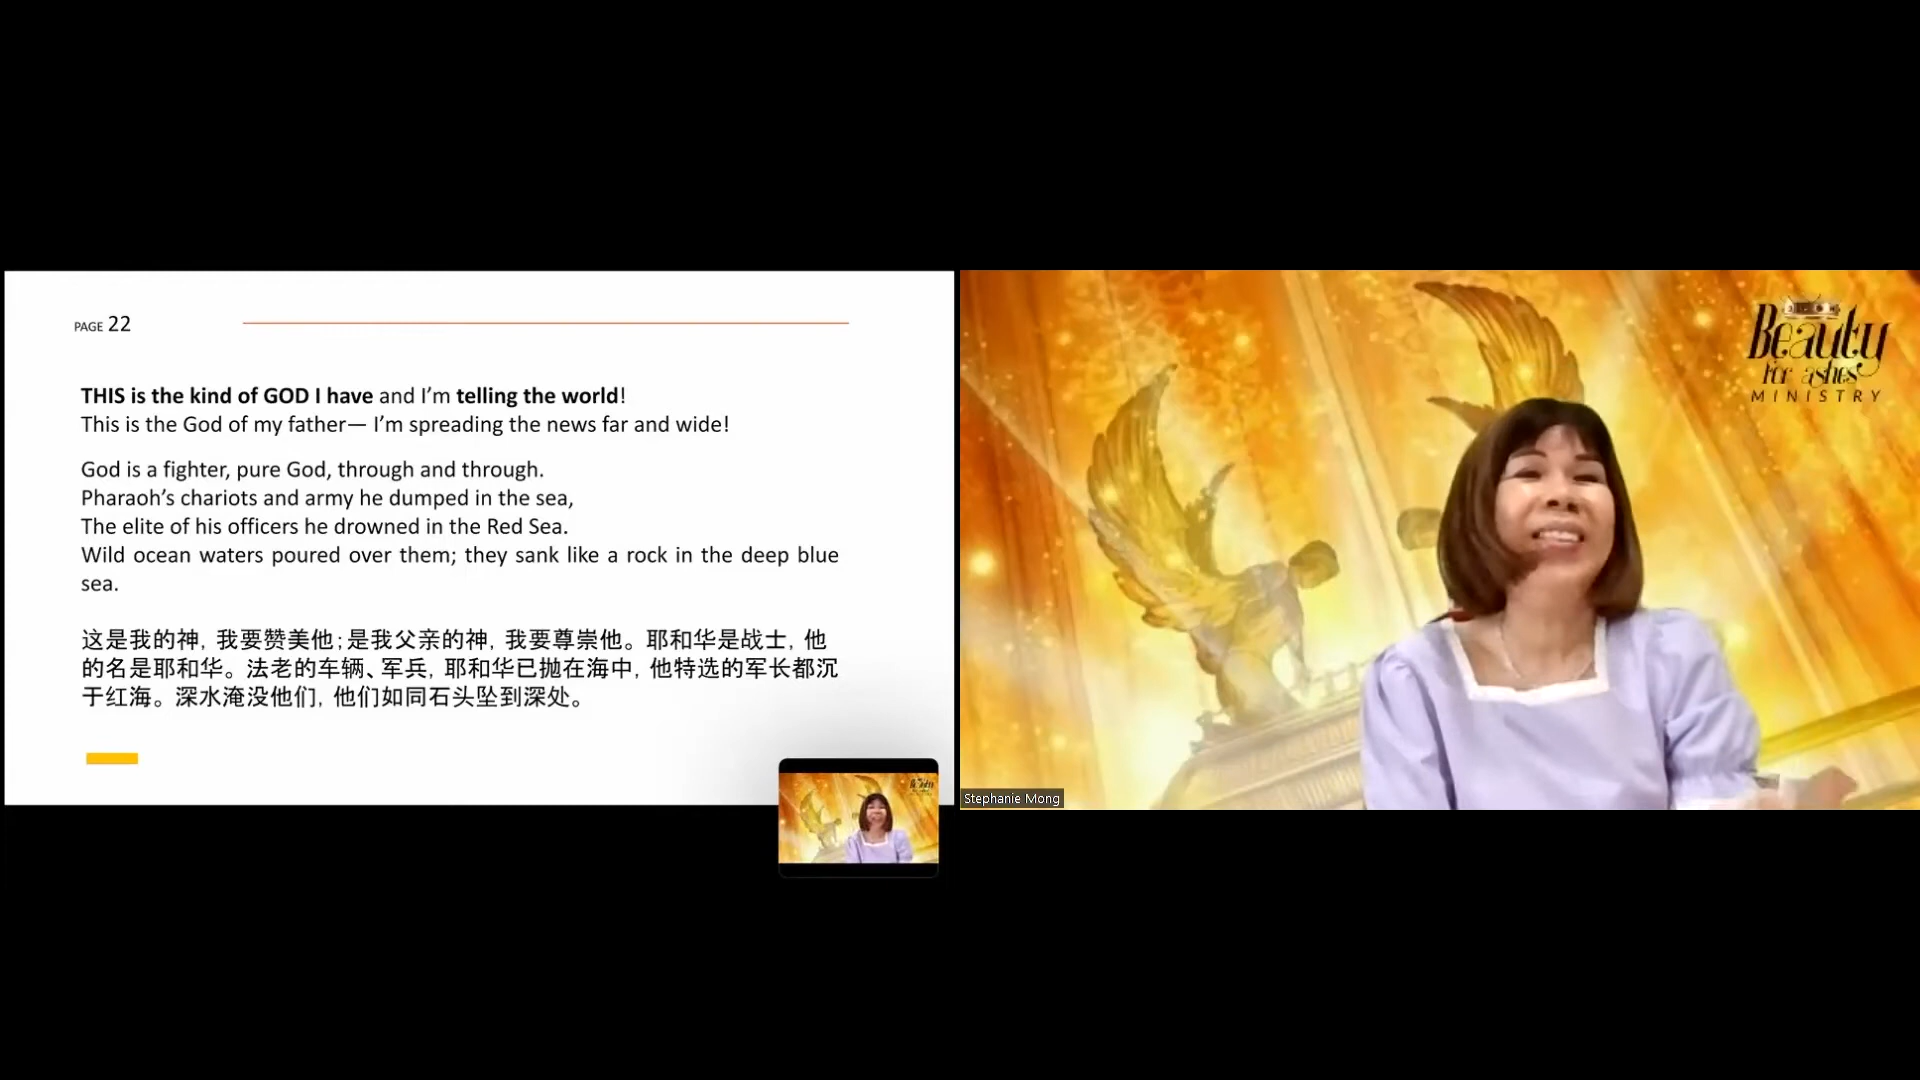 PAGE 22
THIS is the kind of GOD I have and I’m telling the world!
This is the God of my father— I’m spreading the news far and wide!
God is a fighter, pure God, through and through.
Pharaoh’s chariots and army he dumped in the sea,
The elite of his officers he drowned in the Red Sea.
Wild ocean waters poured over them; they sank like a rock in the deep blue
sea.
这是我的神，我要赞美他；是我父亲的神，我要尊崇他。耶和华是战士，他
的名是耶和华。法老的车辆、军兵，耶和华已抛在海中，他特选的军长都沉
于红海。深水淹没他们，他们如同石头坠到深处。
Beauty
for ashes
MINISTRY
Stephanie Mong